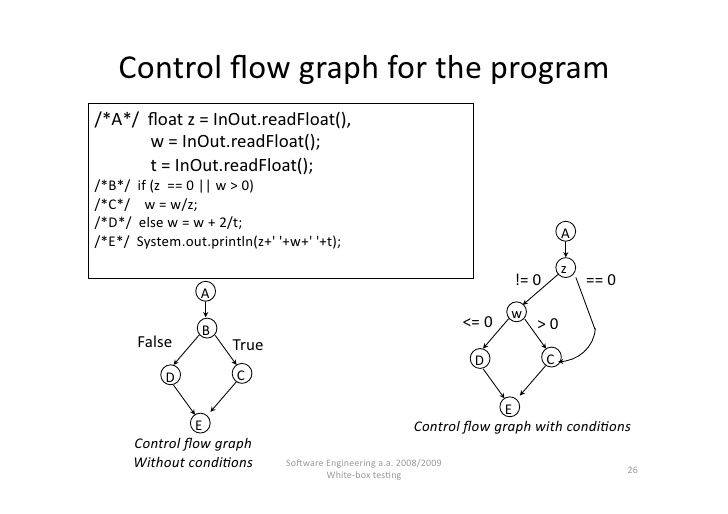 Control flow graph for the program
/*A*/ float z = InOut.readFloat(),
w = InOut.readFloat();
t = InOut.readFloat();
/*B*/ if (z == 0 || w > 0)
/*C*/ w = w/z;
/*D*/ else w = w + 2/t;
/*E*/ System.out.println(z+' '+w+' '+t);
A
B
False
True
D
C
E
Control flow graph
Without conditions
A
z
!= 0
== 0
w
<= 0
> 0
D
C
E
Control flow graph with conditions
Software Engineering a.a. 2008/2009
White-box testing
26